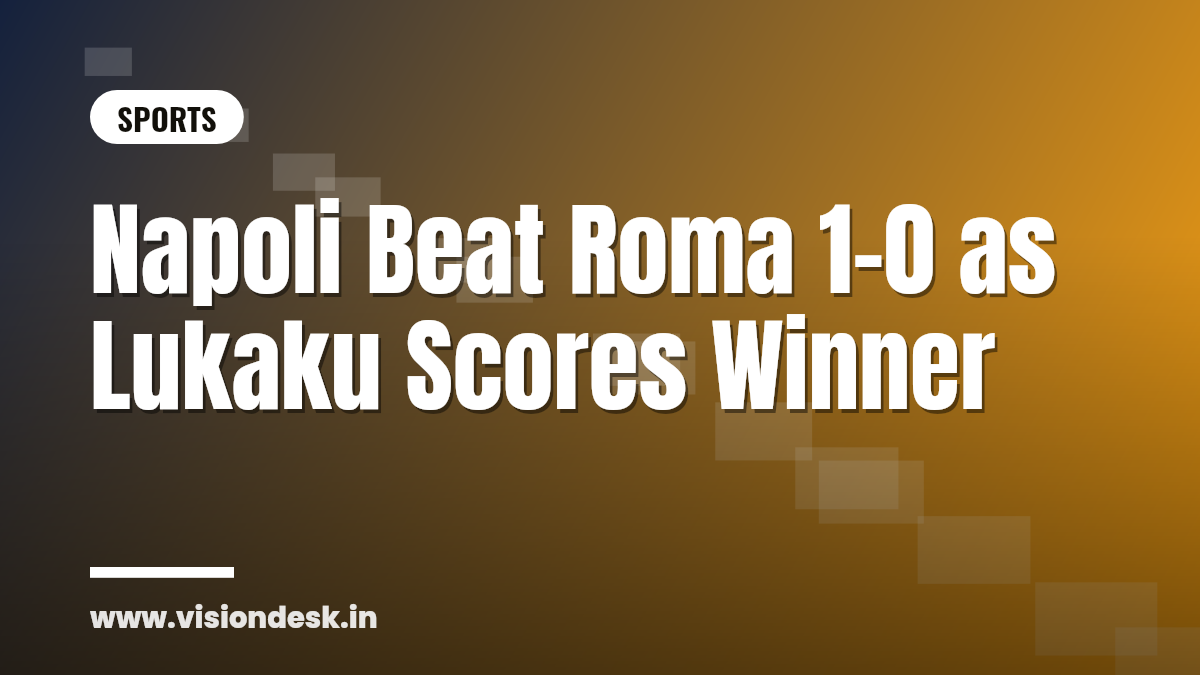 SPORTS
Napoli Beat Roma 1-0 as
Lukaku Scores Winner
www.visiondesk.in